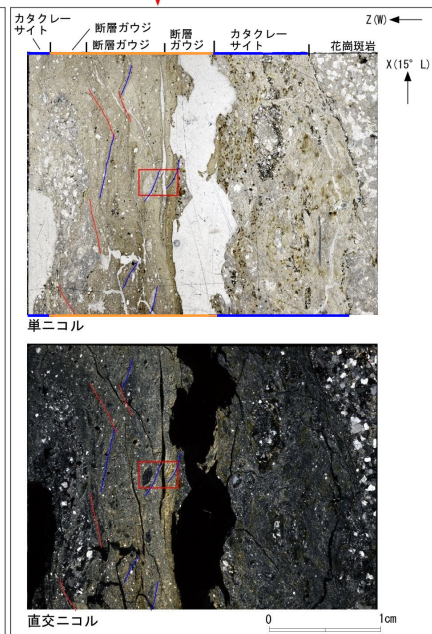 カタクレーサイト
断層ガウジ
断層ガウジ
断層ガウジ
カタクレーサイト
花崗斑岩
Z(W)
X(15° L)
単ニコル
直交ニコル
0 1cm